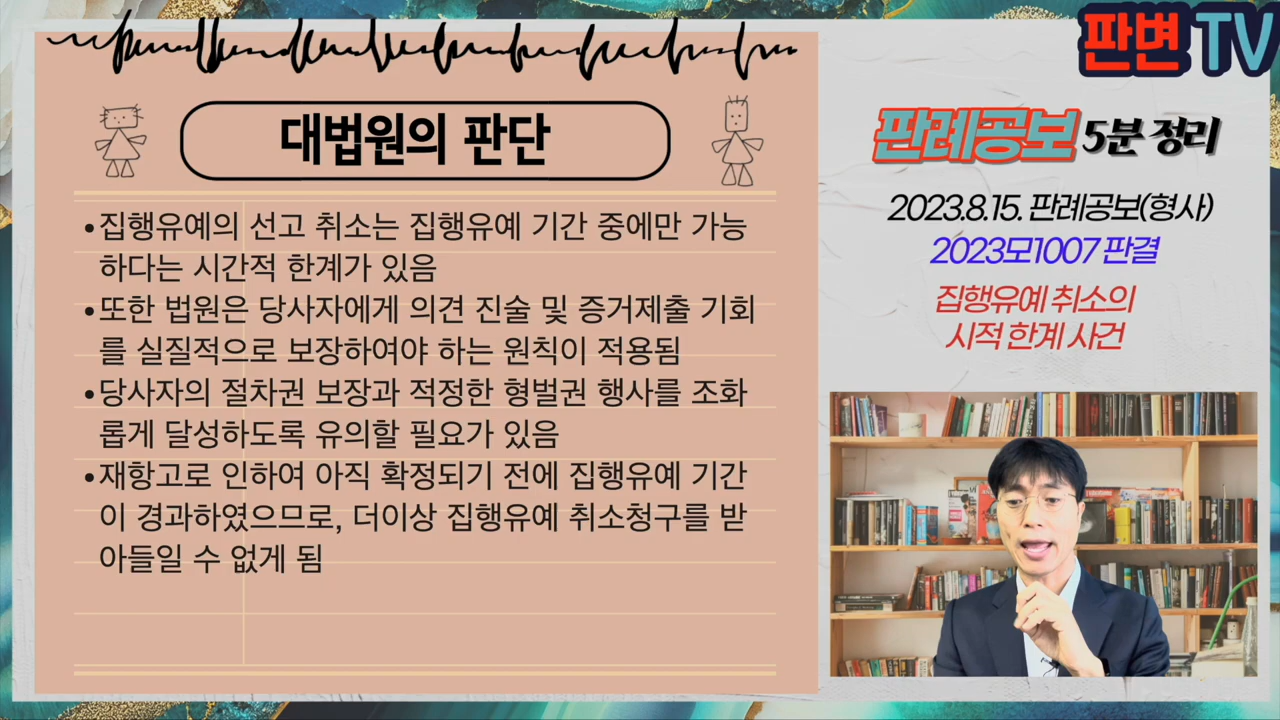 판변 TV
대법원의 판단
•집행유예의 선고 취소는 집행유예 기간 중에만 가능
하다는 시간적 한계가 있음
•또한 법원은 당사자에게 의견 진술 및 증거제출 기회
를 실질적으로 보장하여야 하는 원칙이 적용됨
•당사자의 절차권 보장과 적정한 형벌권 행사를 조화
롭게 달성하도록 유의할 필요가 있음
•재항고로 인하여 아직 확정되기 전에 집행유예 기간
이 경과하였으므로, 더이상 집행유예 취소청구를 받
아들일 수 없게 됨
판례공보 5분 정리
2023.8.15. 판례공보(형사)
2023모1007 판결
집행유예 취소의
시적 한계 사건